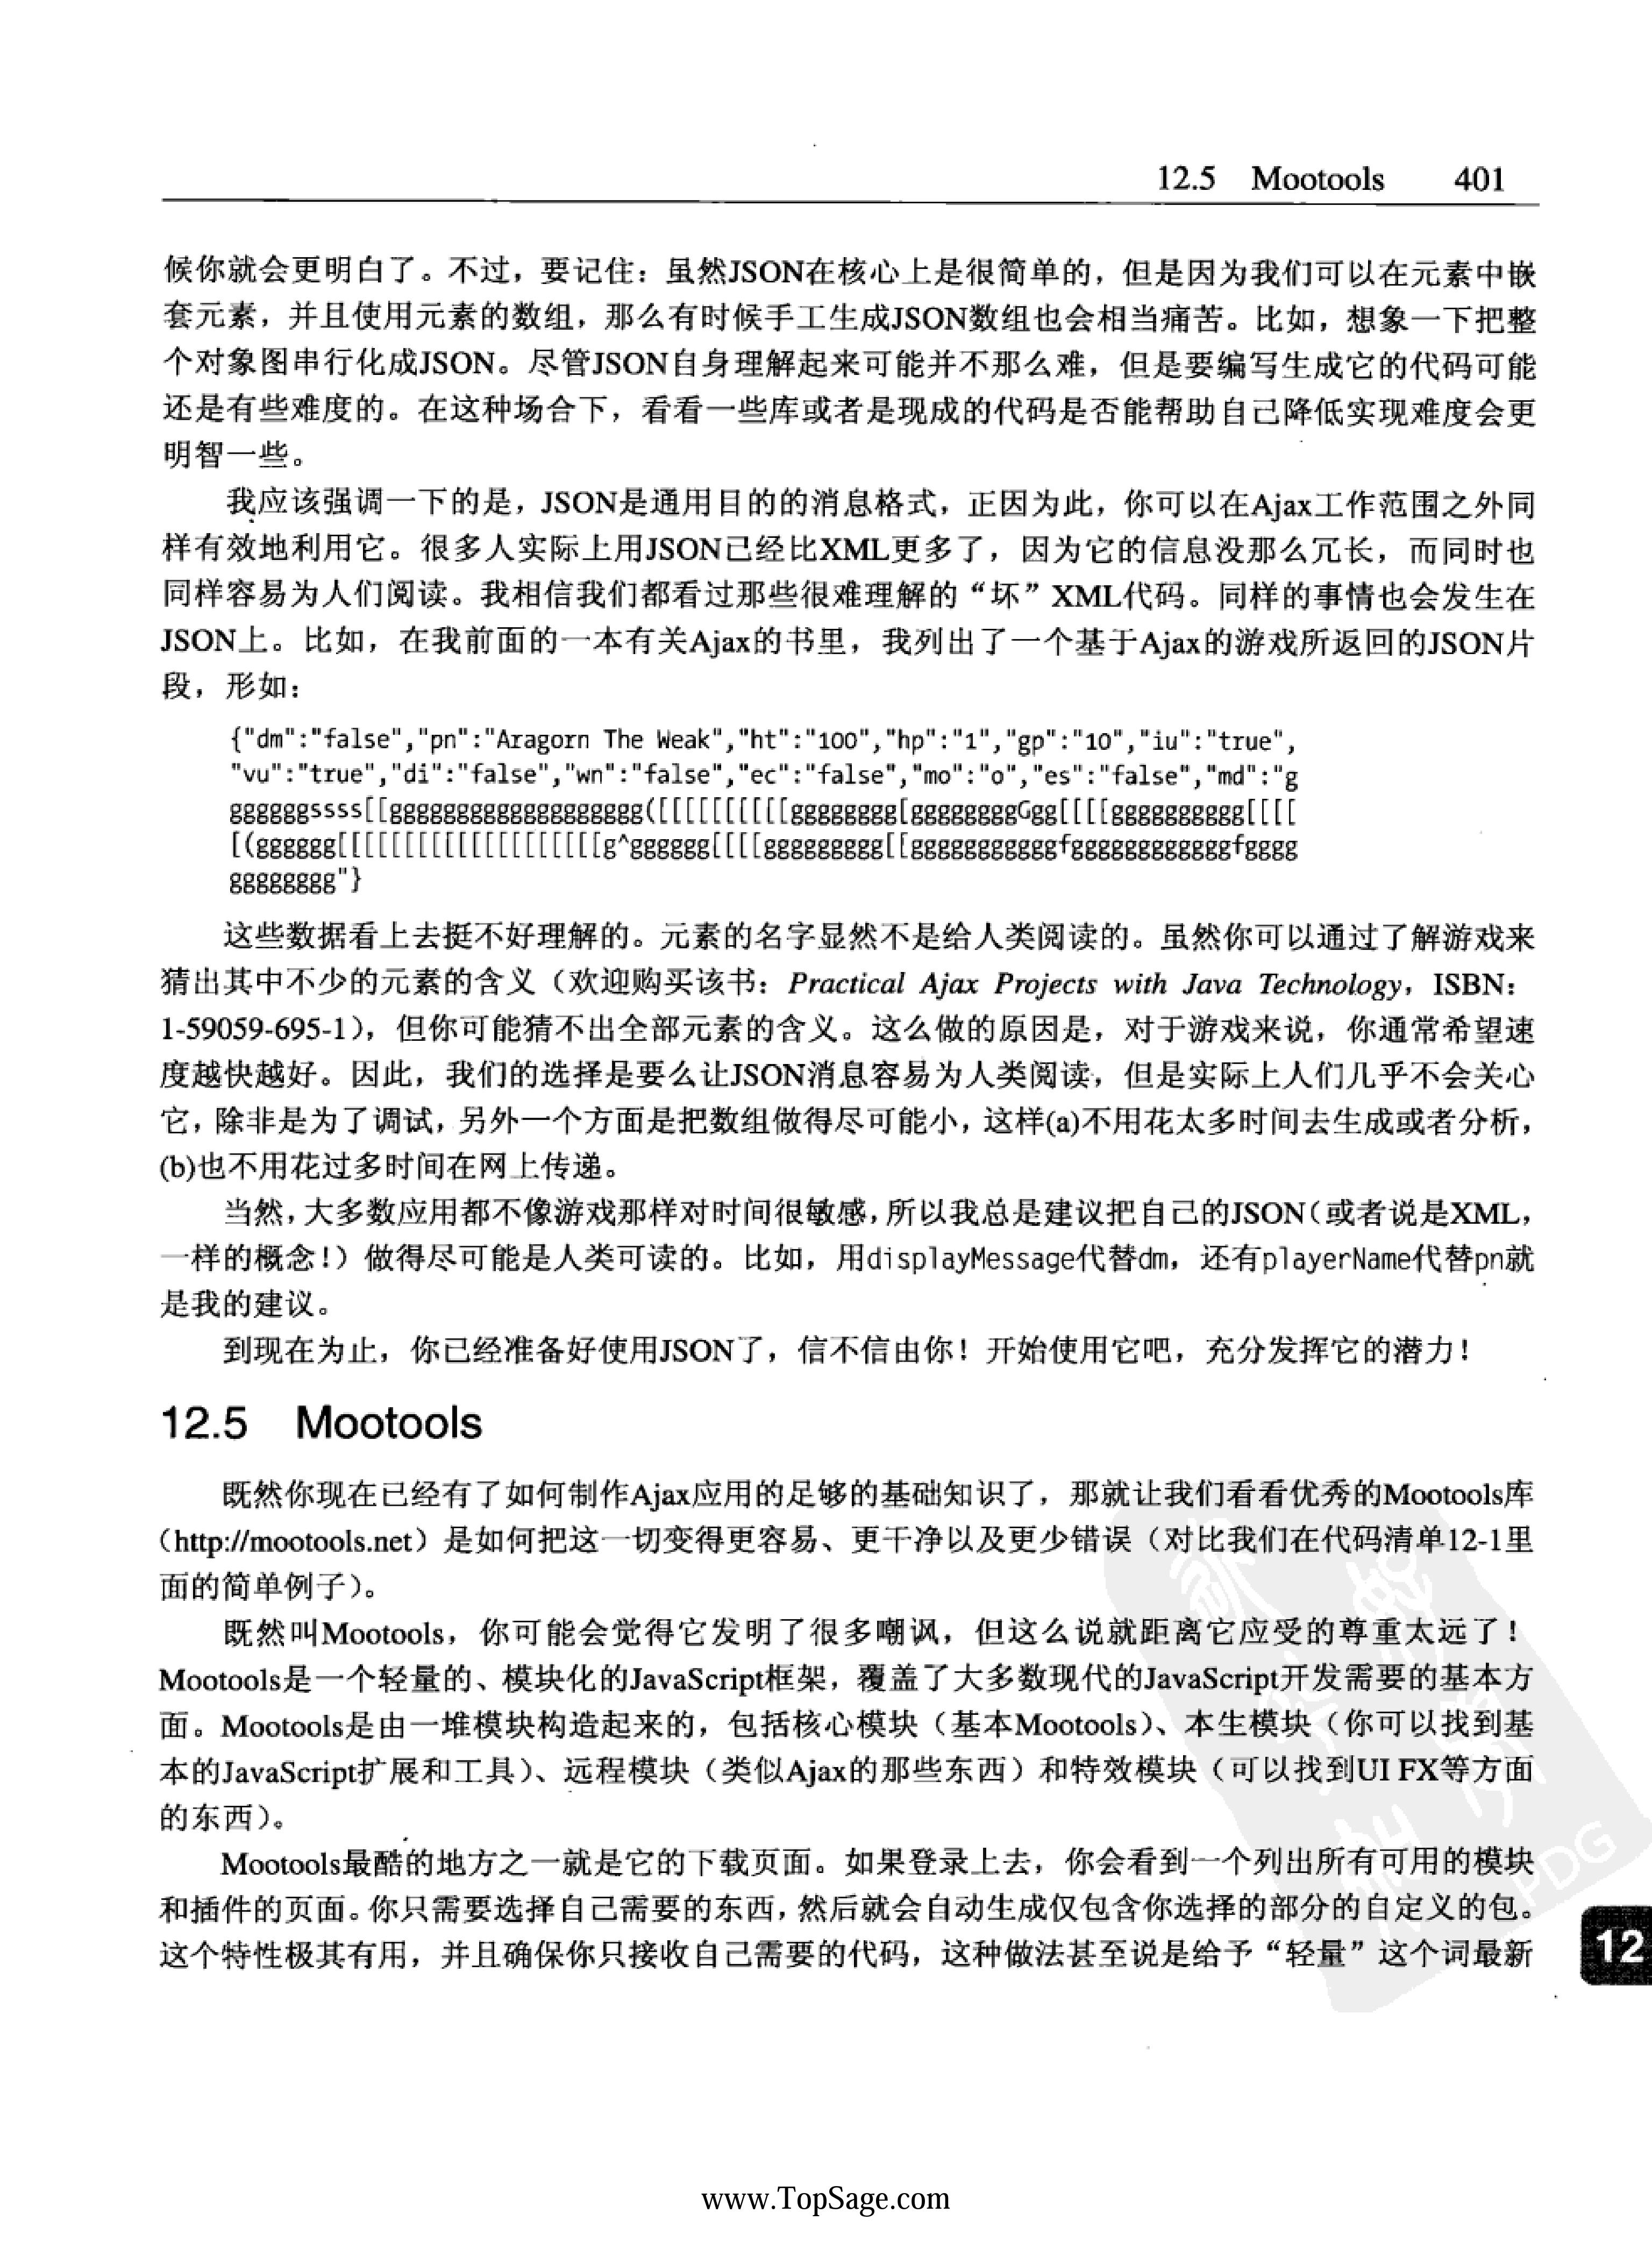 12.5 Mootools 401
候你就会更明白了。不过，要记住：虽然JSON在核心上是很简单的，但是因为我们可以在元素中嵌
套元素，并且使用元素的数组，那么有时候手工生成JSON数组也会相当痛苦。比如，想象一下把整
个对象图串行化成JSON。尽管JSON自身理解起来可能并不那么难，但是要编写生成它的代码可能
还是有些难度的。在这种场合下，看看一些库或者是现成的代码是否能帮助自己降低实现难度会更
明智一些。
我应该强调一下的是，JSON是通用目的的消息格式，正因为此，你可以在Ajax工作范围之外同
样有效地利用它。很多人实际上用JSON已经比XML更多了，因为它的信息没那么冗长，而同时也
同样容易为人们阅读。我相信我们都看过那些很难理解的“坏”XML代码。同样的事情也会发生在
JSON上。比如，在我前面的一本有关Ajax的书里，我列出了一个基于Ajax的游戏所返回的JSON片
段，形如：
{"dm":"false","pn":"Aragorn The Weak","ht":"100","hp":"1","gp":"10","iu":"true",
"vu":"true","di":"false","wn":"false","ec":"false","mo":"o","es":"false","md":"g
ggggggssss[[ggggggggggggggggggg([[[[[[[[[[gggggggg[ggggggggGgg[[[[gggggggggg[[[[
[(gggggg[[[[[[[[[[[[[[[[[[[[g^gggggg[[[[ggggggggg[[gggggggggggfggggggggggggfgggg
gggggggg"}
这些数据看上去挺不好理解的。元素的名字显然不是给人类阅读的。虽然你可以通过了解游戏来
猜出其中不少的元素的含义（欢迎购买该书：Practical Ajax Projects with Java Technology，ISBN：
1-59059-695-1），但你可能猜不出全部元素的含义。这么做的原因是，对于游戏来说，你通常希望速
度越快越好。因此，我们的选择是要么让JSON消息容易为人类阅读，但是实际上人们几乎不会关心
它，除非是为了调试，另外一个方面是把数组做得尽可能小，这样(a)不用花太多时间去生成或者分析，
(b)也不用花过多时间在网上传递。
当然，大多数应用都不像游戏那样对时间很敏感，所以我总是建议把自己的JSON（或者说是XML，
一样的概念！）做得尽可能是人类可读的。比如，用displayMessage代替dm，还有playerName代替pn就
是我的建议。
到现在为止，你已经准备好使用JSON了，信不信由你！开始使用它吧，充分发挥它的潜力！
12.5 Mootools
既然你现在已经有了如何制作Ajax应用的足够的基础知识了，那就让我们看看优秀的Mootools库
（http://mootools.net）是如何把这一切变得更容易、更干净以及更少错误（对比我们在代码清单12-1里
面的简单例子）。
既然叫Mootools，你可能会觉得它发明了很多嘲讽，但这么说就距离它应受的尊重太远了！
Mootools是一个轻量的、模块化的JavaScript框架，覆盖了大多数现代的JavaScript开发需要的基本方
面。Mootools是由一堆模块构造起来的，包括核心模块（基本Mootools）、本生模块（你可以找到基
本的JavaScript扩展和工具）、远程模块（类似Ajax的那些东西）和特效模块（可以找到UI FX等方面
的东西）。
Mootools最酷的地方之一就是它的下载页面。如果登录上去，你会看到一个列出所有可用的模块
和插件的页面。你只需要选择自己需要的东西，然后就会自动生成仅包含你选择的部分的自定义的包。
这个特性极其有用，并且确保你只接收自己需要的代码，这种做法甚至说是给予“轻量”这个词最新
PDG
12
www.TopSage.com